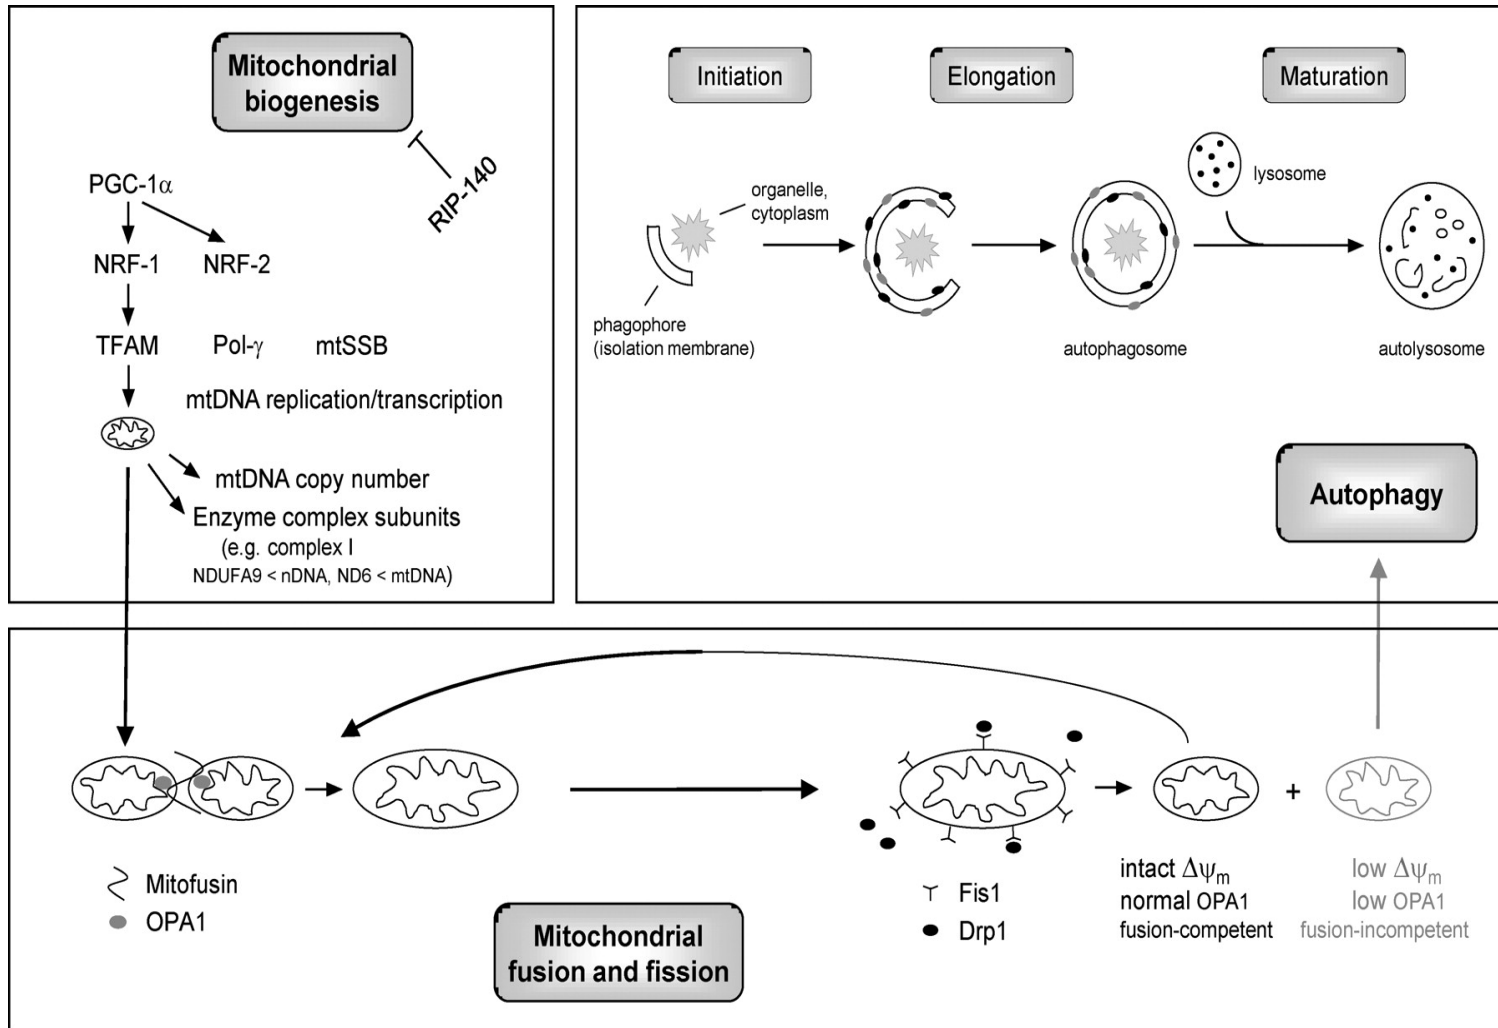 Mitochondrial
biogenesis
PGC-1α
RIP-140
NRF-1 NRF-2
TFAM Pol-γ mtSSB
mtDNA replication/transcription
mtDNA copy number
Enzyme complex subunits
(e.g. complex I
NDUFA9 < nDNA, ND6 < mtDNA)
Initiation Elongation Maturation
lysosome
organelle,
cytoplasm
phagophore
(isolation membrane)
autophagosome
autolysosome
Autophagy
+
Mitofusin
OPA1
Mitochondrial
fusion and fission
Fis1
Drp1
intact Δψm
normal OPA1
fusion-competent
low Δψm
low OPA1
fusion-incompetent